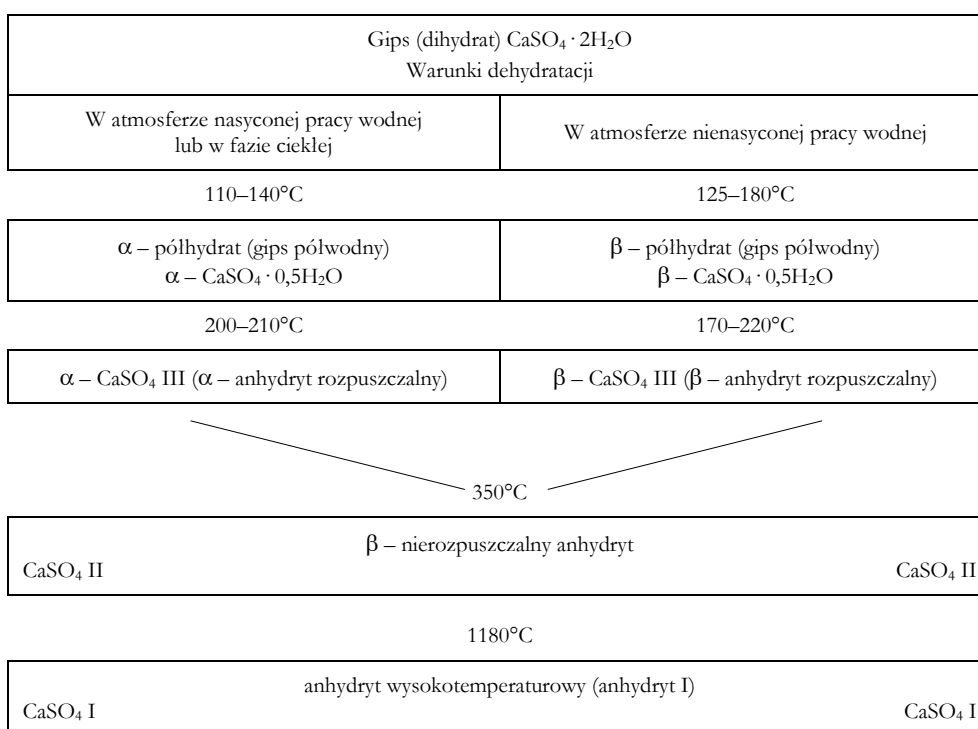 Gips (dihydrat) CaSO₄ · 2H₂O
Warunki dehydratacji
W atmosferze nasyconej pracy wodnej
lub w fazie ciekłej
W atmosferze nienasyconej pracy wodnej
110–140°C
125–180°C
α – półhydrat (gips półwodny)
α – CaSO₄ · 0,5H₂O
β – półhydrat (gips półwodny)
β – CaSO₄ · 0,5H₂O
200–210°C
170–220°C
α – CaSO₄ III (α – anhydryt rozpuszczalny)
β – CaSO₄ III (β – anhydryt rozpuszczalny)
350°C
β – nierozpuszczalny anhydryt
CaSO₄ II
CaSO₄ II
1180°C
anhydryt wysokotemperaturowy (anhydryt I)
CaSO₄ I
CaSO₄ I